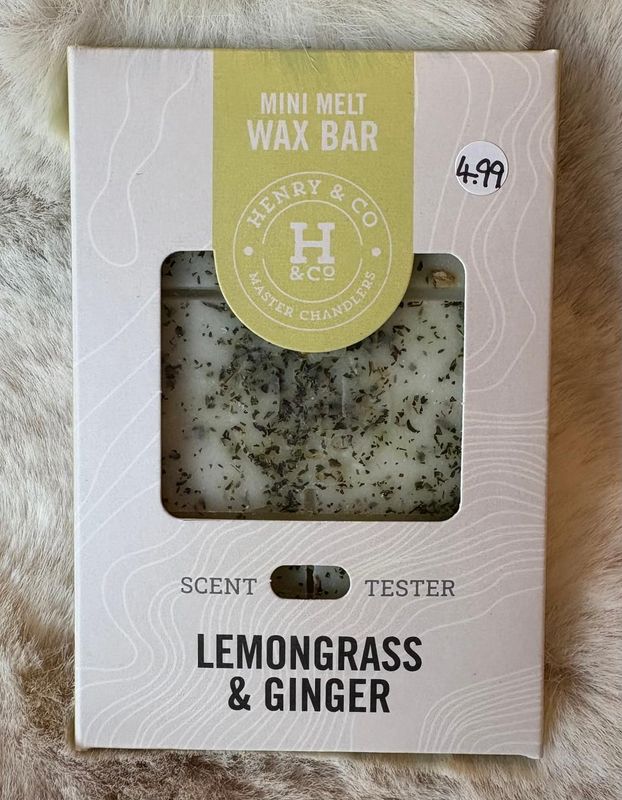 MINI MELT
WAX BAR
4.99
HENRY & CO
H
& CO
MASTER CHANDLERS
SCENT TESTER
LEMONGRASS
& GINGER